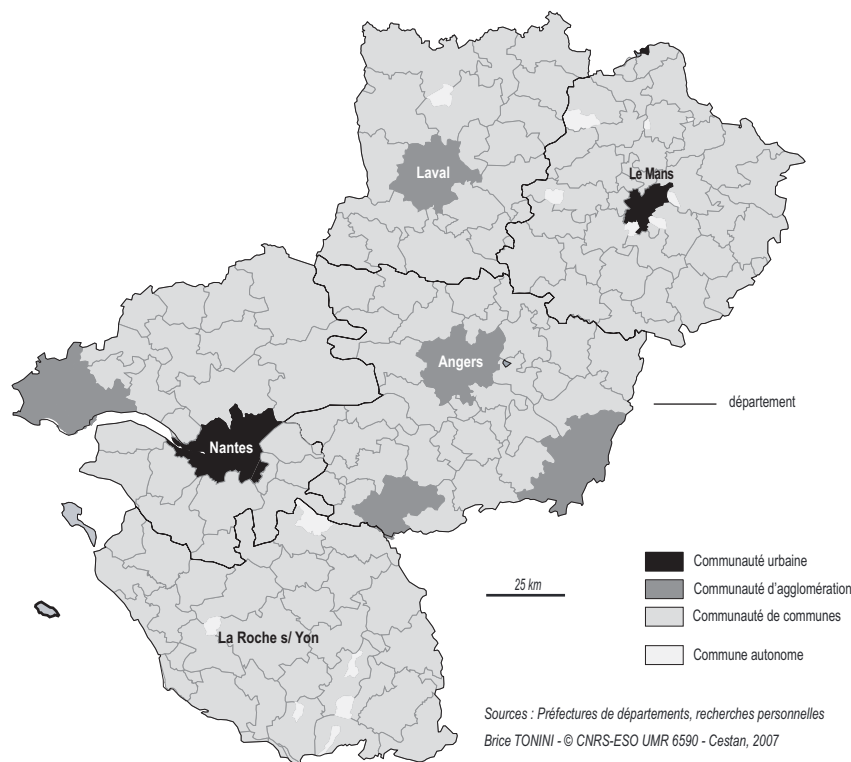 Le Mans
Laval
Angers
département
Nantes
Communauté urbaine
25 km
Communauté d'agglomération
Communauté de communes
La Roche s/ Yon
Commune autonome
Sources : Préfectures de départements, recherches personnelles
Brice TONINI - © CNRS-ESO UMR 6590 - Cestan, 2007